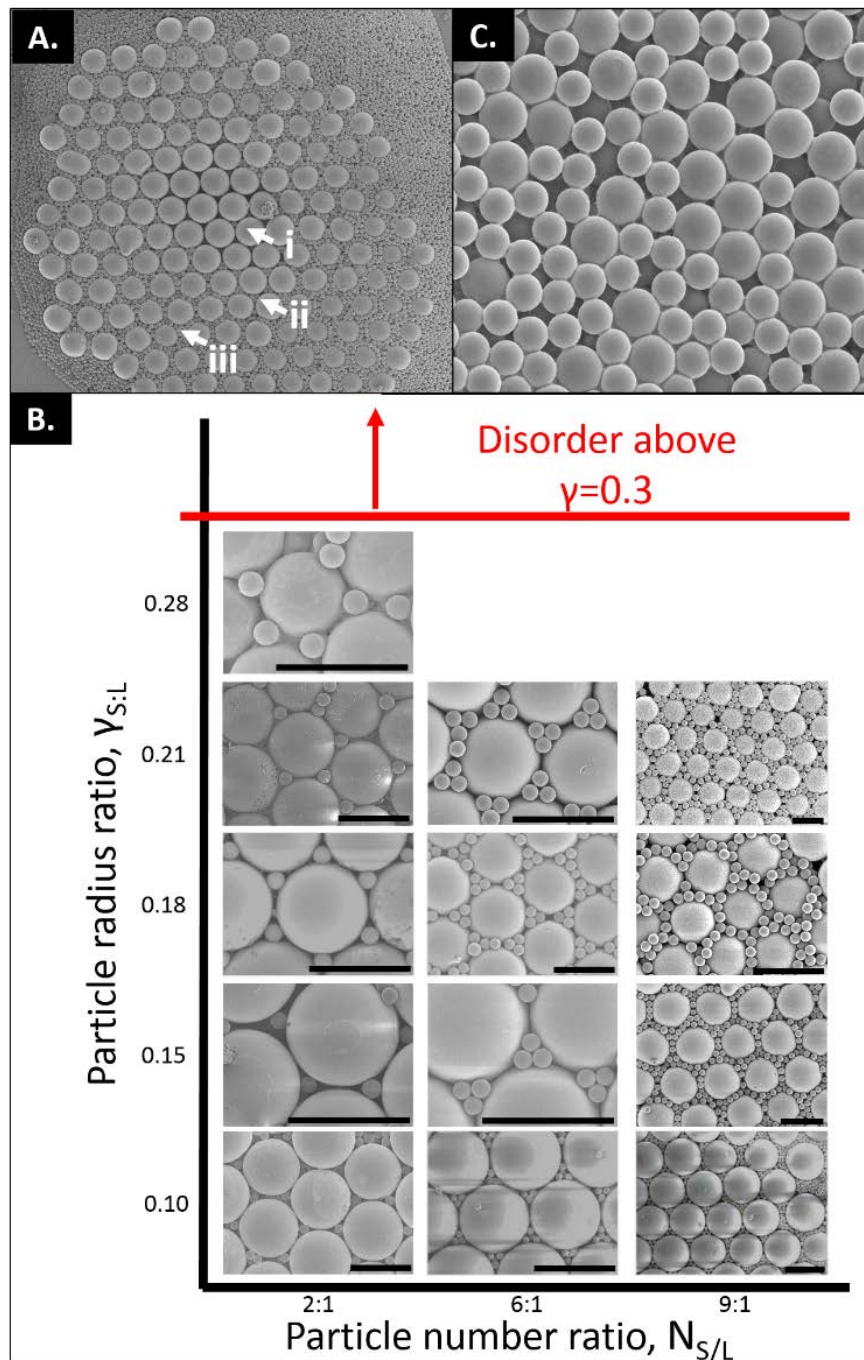 A.
C.
i
ii
iii
B.
Disorder above
γ=0.3
Particle radius ratio, γS:L
0.28
0.21
0.18
0.15
0.10
2:1
6:1
9:1
Particle number ratio, NS/L